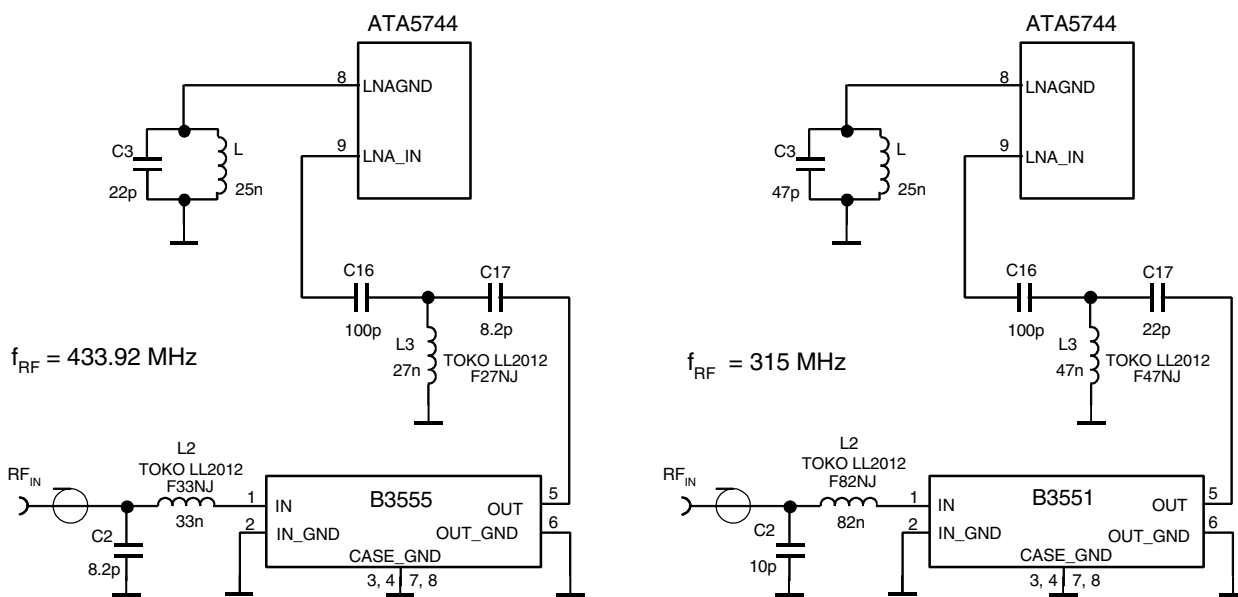 ATA5744
8
LNAGND
C3
L
9
LNA_IN
22p
25n
C16
C17
100p
8.2p
L3
27n
TOKO LL2012
F27NJ
fRF = 433.92 MHz
L2
TOKO LL2012
F33NJ
RFIN
33n
C2
8.2p
1
IN
B3555
5
OUT
2
IN_GND
6
OUT_GND
CASE_GND
3, 4
7, 8
ATA5744
8
LNAGND
C3
L
9
LNA_IN
47p
25n
C16
C17
100p
22p
L3
47n
TOKO LL2012
F47NJ
fRF = 315 MHz
L2
TOKO LL2012
F82NJ
RFIN
82n
C2
10p
1
IN
B3551
5
OUT
2
IN_GND
6
OUT_GND
CASE_GND
3, 4
7, 8